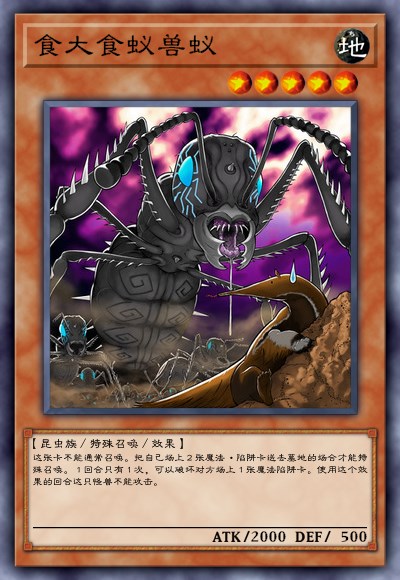 食大食蚁兽蚁
地
【昆虫族／特殊召唤／效果】
这张卡不能通常召唤。把自己场上2张魔法·陷阱卡送去墓地的场合才能特
殊召唤。1回合只有1次，可以破坏对方场上1张魔法陷阱卡。使用这个效
果的回合这只怪兽不能攻击。
ATK/2000 DEF/ 500